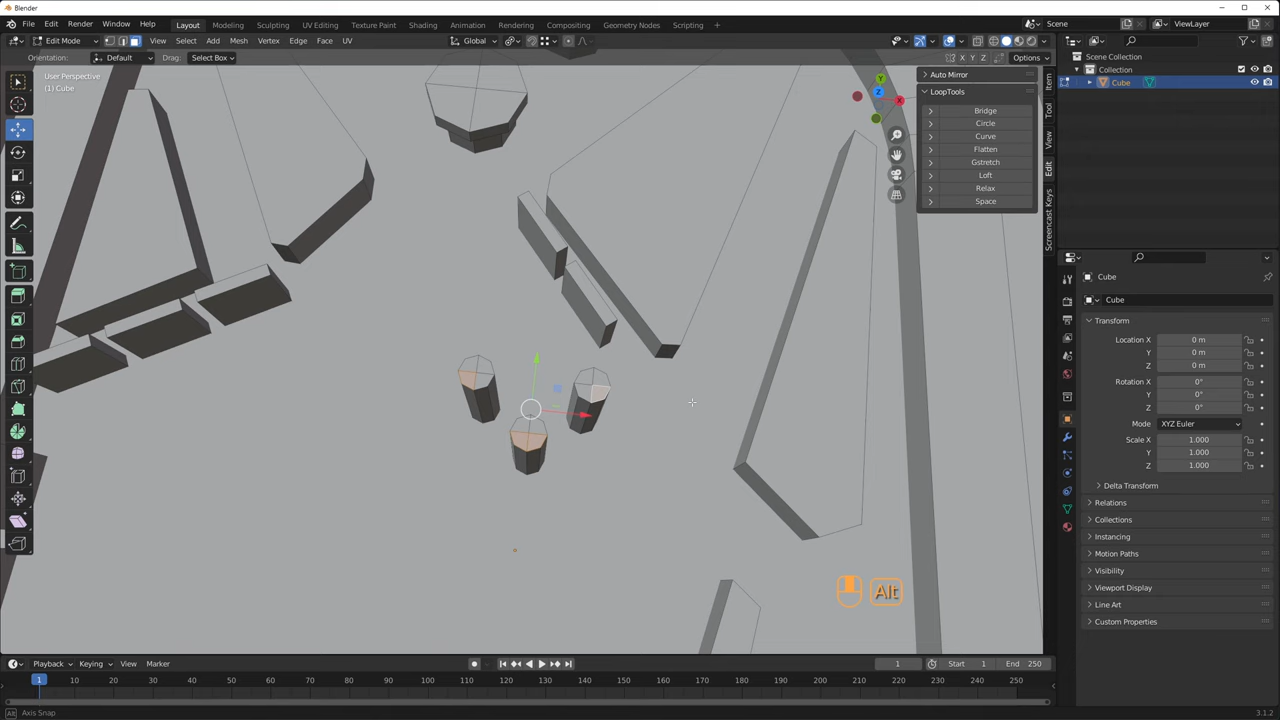 Blender
File Edit Render Window Help Layout Modeling Sculpting UV Editing Texture Paint Shading Animation Rendering Compositing Geometry Nodes Scripting Scene ViewLayer
Edit Mode View Select Add Mesh Vertex Edge Face UV Global
Orientation: Default Drag: Select Box X Y Z Options
User Perspective
(1) Cube
Auto Mirror
LoopTools
Bridge
Circle
Curve
Flatten
Gstretch
Loft
Relax
Space
Item
Tool
View
Edit
Screencast Keys
Y
Z
X
Alt
Scene Collection
Collection
Cube
Cube
Cube
Transform
Location X 0 m
Y 0 m
Z 0 m
Rotation X 0°
Y 0°
Z 0°
Mode XYZ Euler
Scale X 1.000
Y 1.000
Z 1.000
Delta Transform
Relations
Collections
Instancing
Motion Paths
Visibility
Viewport Display
Line Art
Custom Properties
Playback Keying View Marker 1 Start 1 End 250
1 10 20 30 40 50 60 70 80 90 100 110 120 130 140 150 160 170 180 190 200 210 220 230 240 250
Alt Axis Snap 3.1.2